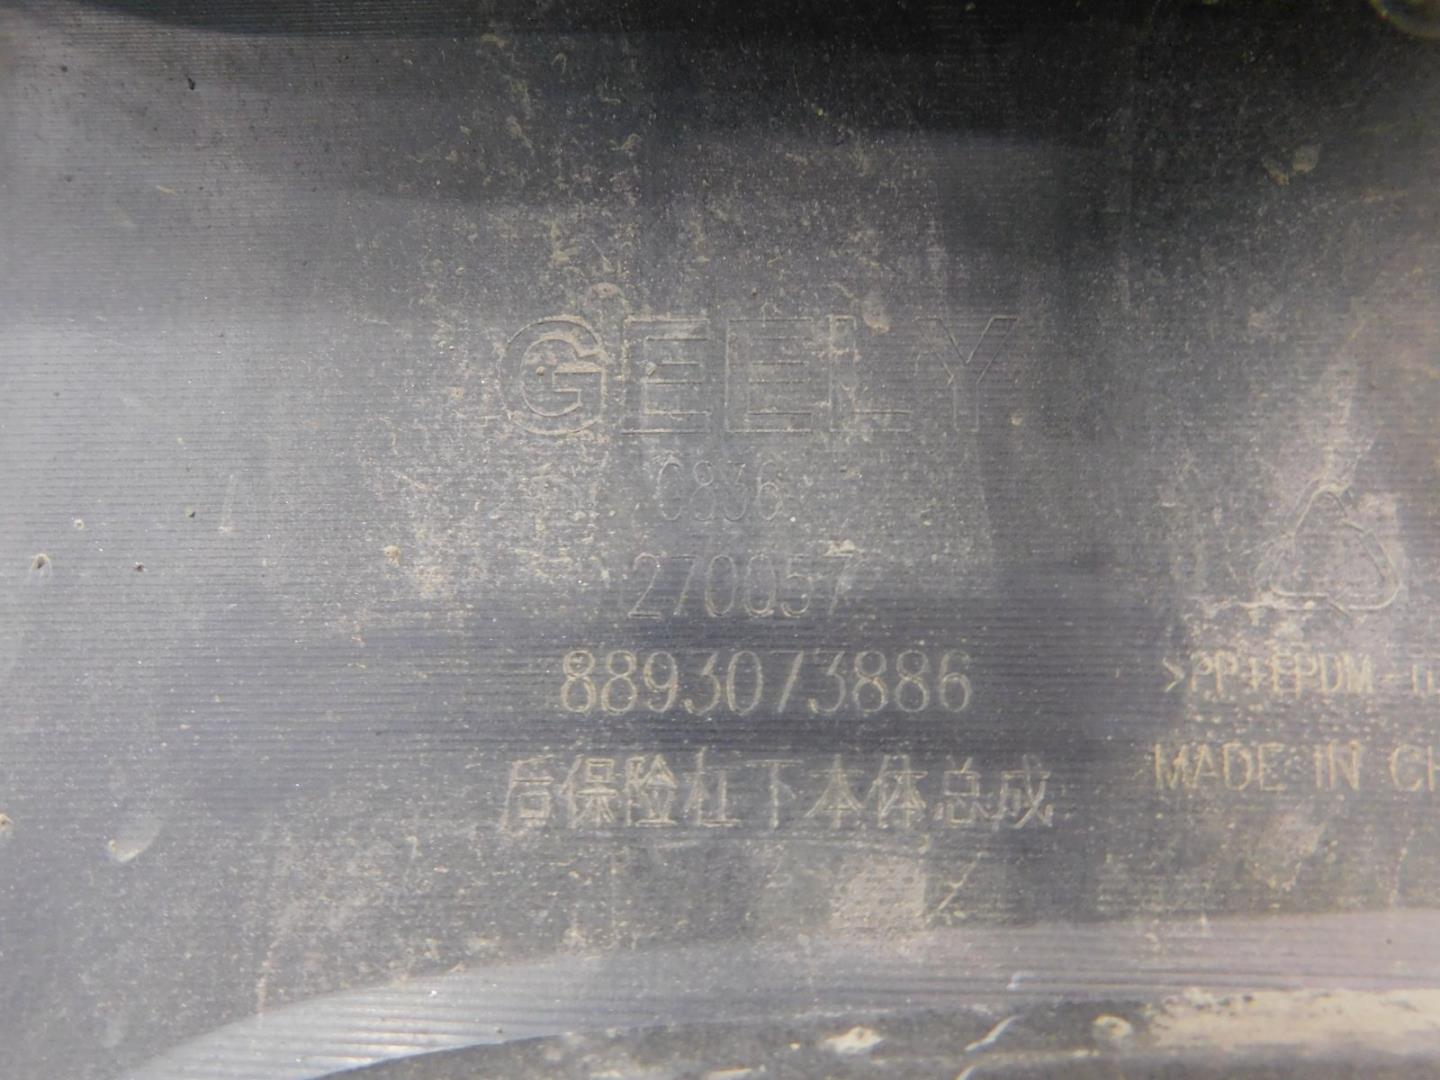 GEELY
C836
270057
8893073886
>PP+EPDM-
后保险杠下本体总成
MADE IN CH